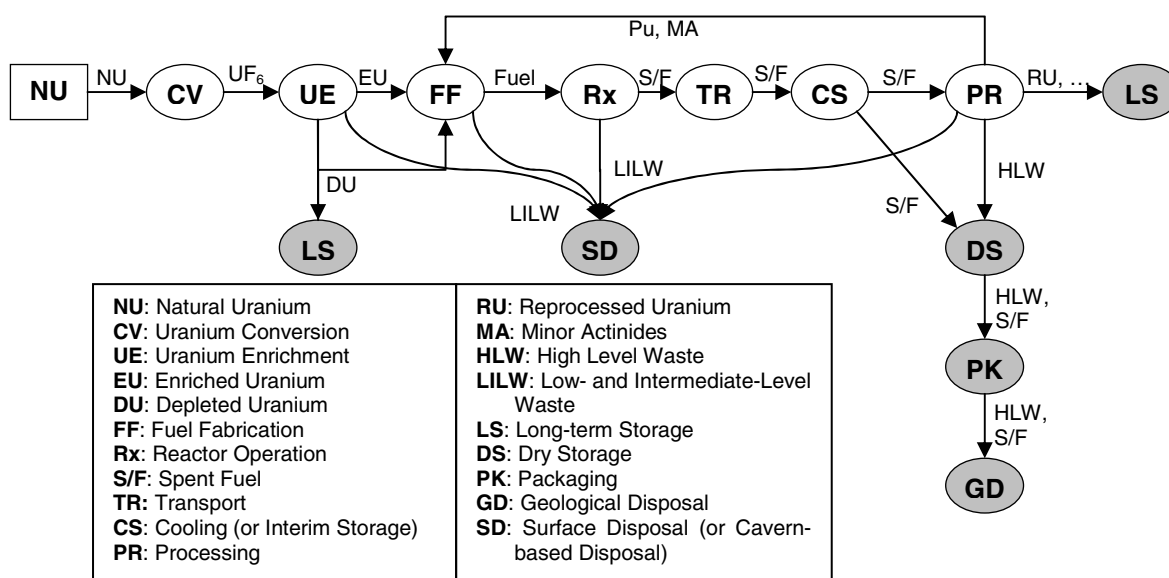 Pu, MA
NU
NU
CV
UF₆
UE
EU
FF
Fuel
Rx
S/F
TR
S/F
CS
S/F
PR
RU, ...
LS
DU
LILW
LILW
S/F
HLW
LS
SD
DS
HLW,
S/F
PK
HLW,
S/F
GD
NU: Natural Uranium
CV: Uranium Conversion
UE: Uranium Enrichment
EU: Enriched Uranium
DU: Depleted Uranium
FF: Fuel Fabrication
Rx: Reactor Operation
S/F: Spent Fuel
TR: Transport
CS: Cooling (or Interim Storage)
PR: Processing
RU: Reprocessed Uranium
MA: Minor Actinides
HLW: High Level Waste
LILW: Low- and Intermediate-Level
Waste
LS: Long-term Storage
DS: Dry Storage
PK: Packaging
GD: Geological Disposal
SD: Surface Disposal (or Cavern-
based Disposal)